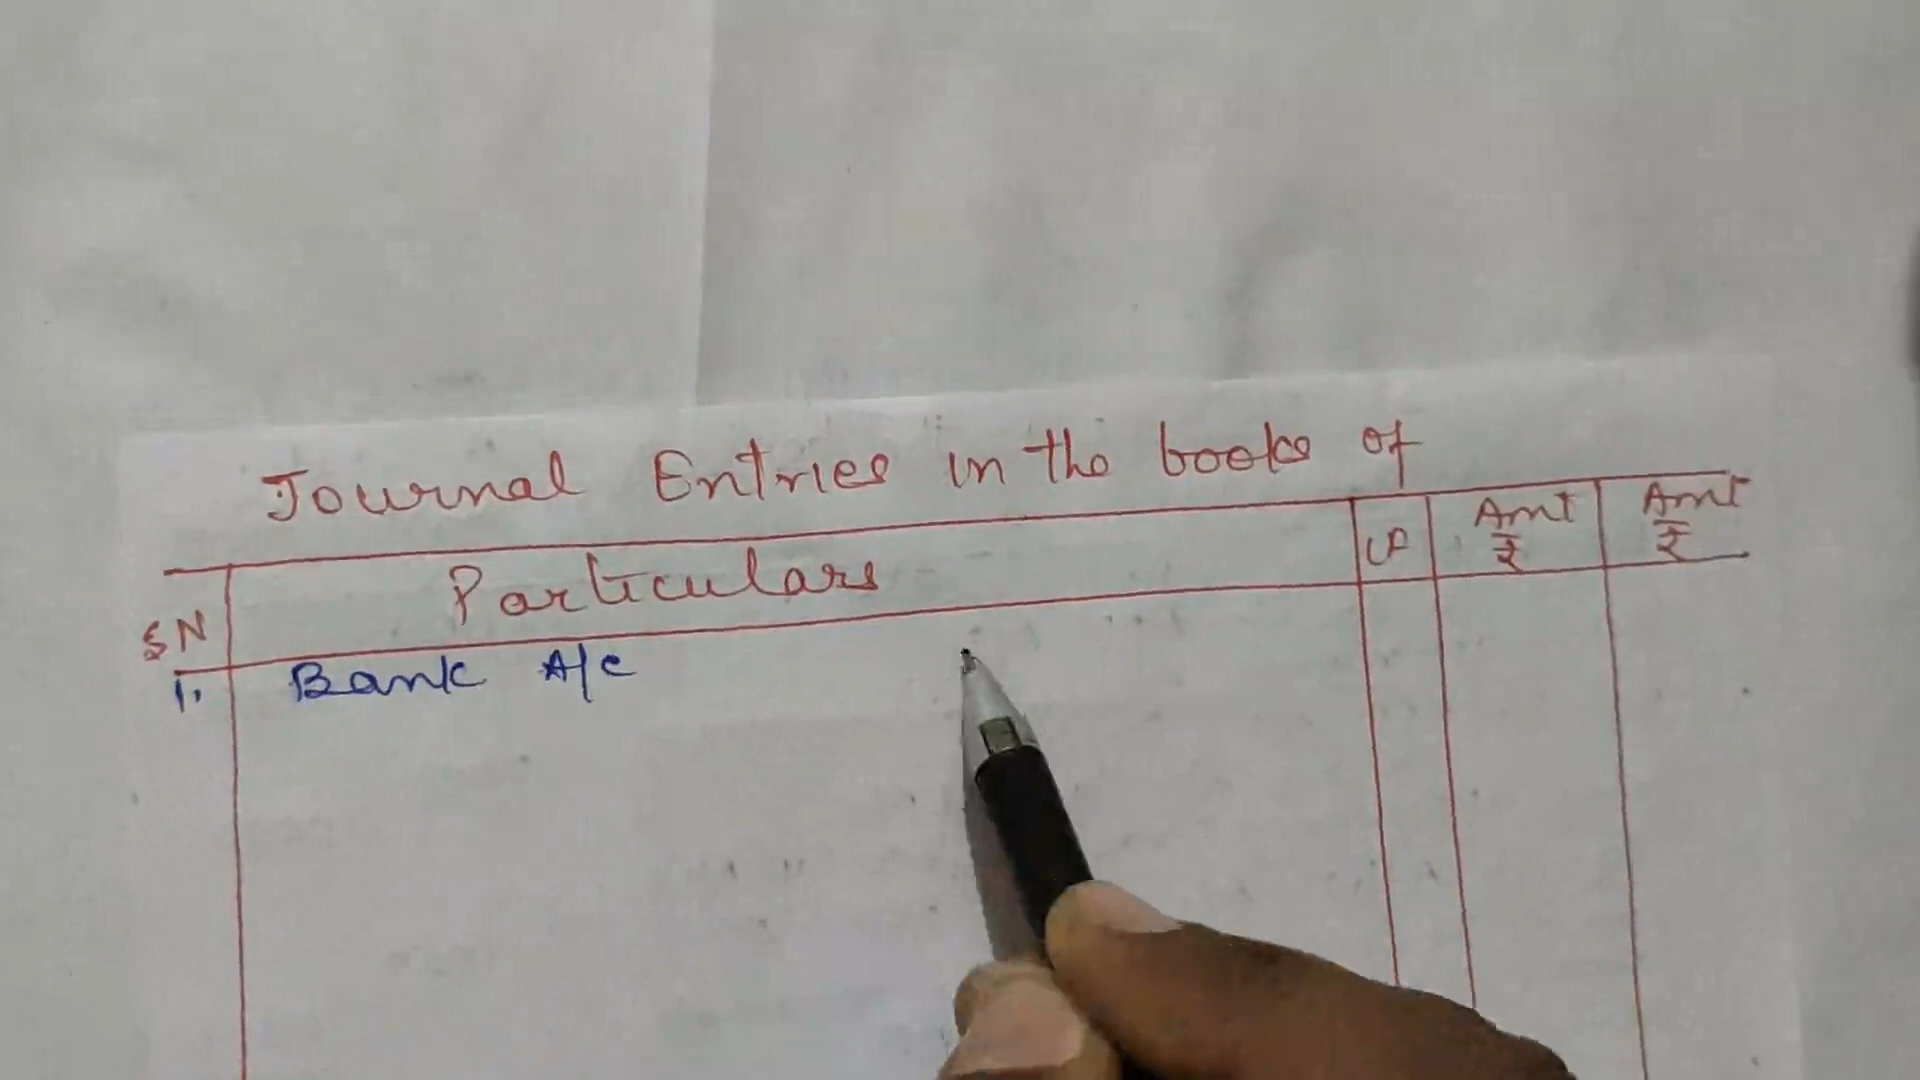 Journal Entries in the books of
SN Particulars LF Amt ₹ Amt ₹
1. Bank A/c